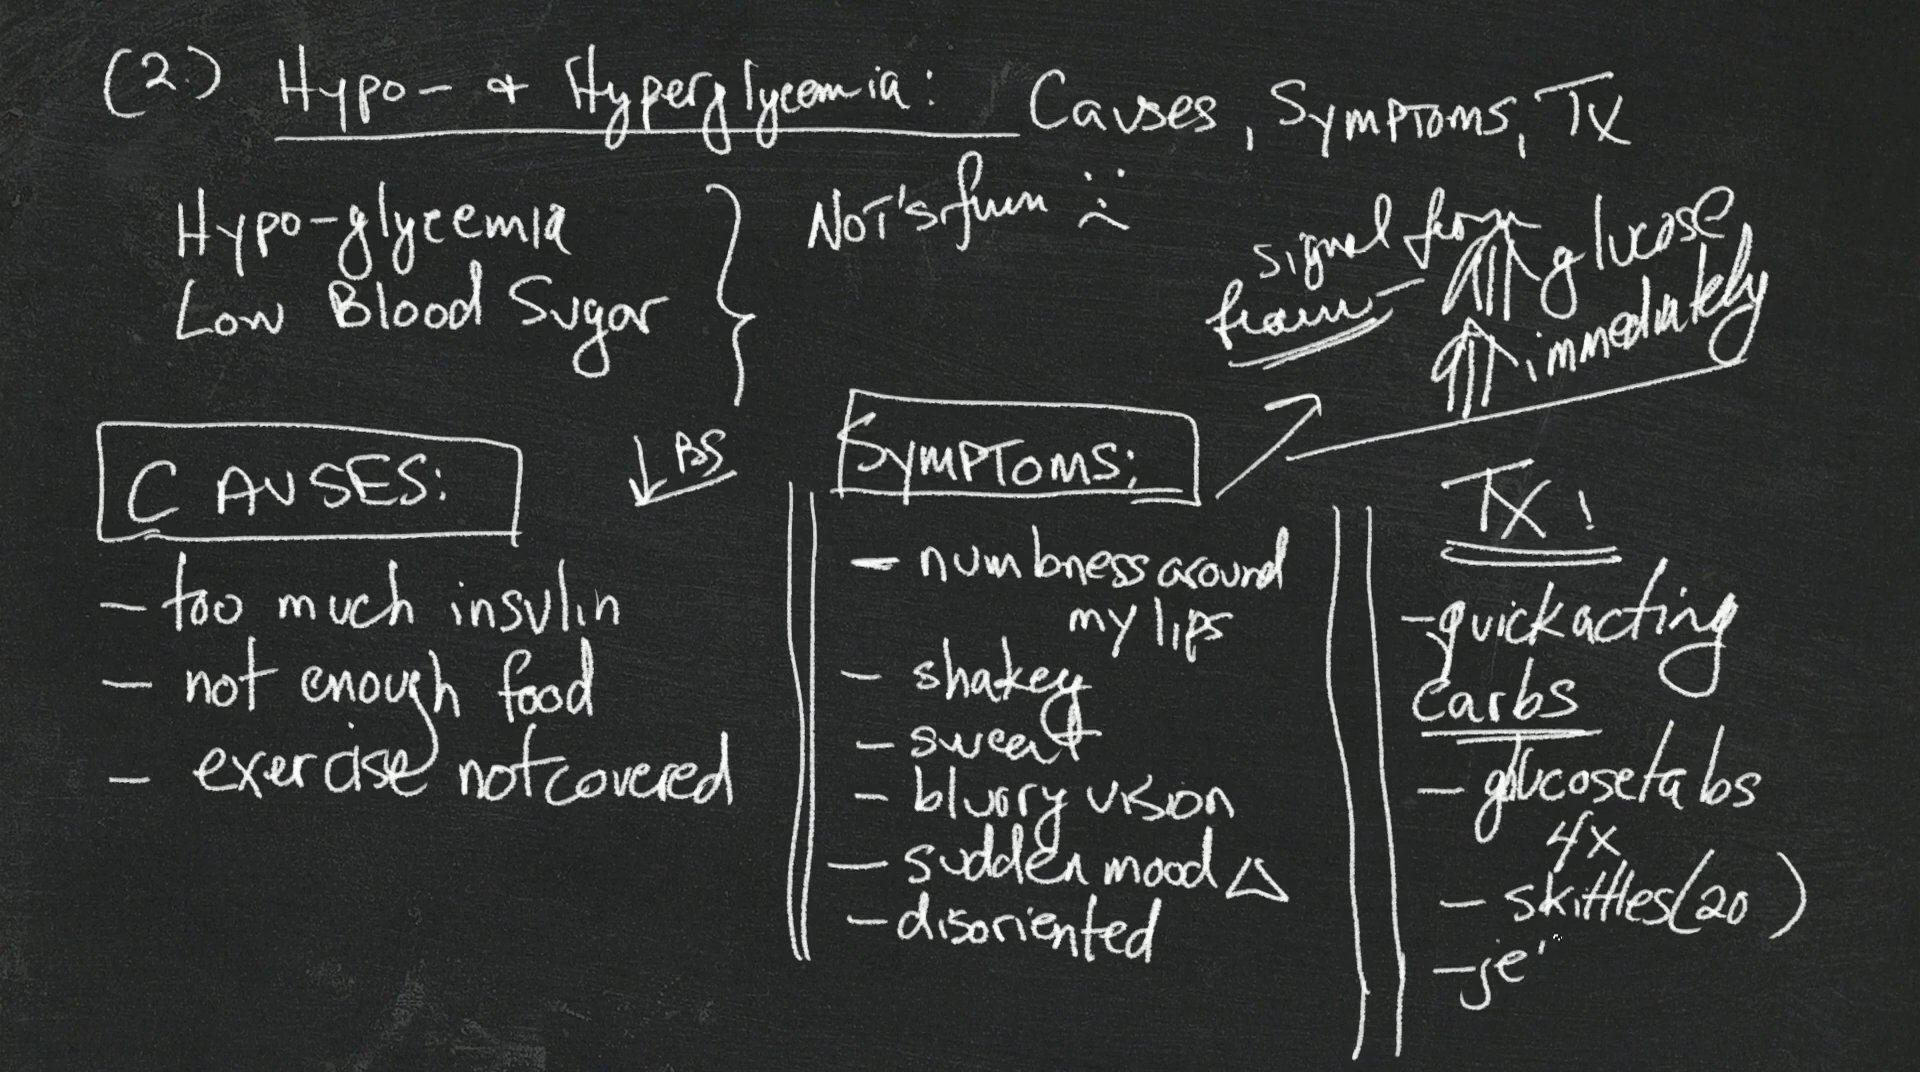 (2.) Hypo- + Hyperglycemia: Causes, Symptoms, Tx
Hypo-glycemia
Low Blood Sugar
NOT's fun
signal from
glucose
immediately
CAUSES:
↓ BS
- too much insulin
- not enough food
- exercise not covered
SYMPTOMS:
- numbness around
my lips
- shakey
- sweat
- blurry vision
- sudden mood Δ
- disoriented
Tx!
- quick acting
carbs
- glucose tabs
4x
- skittles (20 )
- je